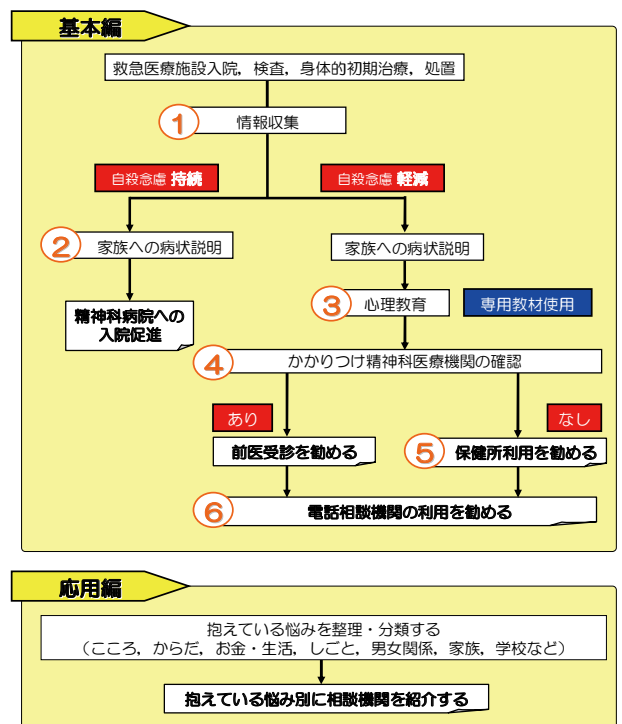 基本編
救急医療施設入院，検査，身体的初期治療，処置
① 情報収集
自殺念慮 持続
自殺念慮 軽減
② 家族への病状説明
家族への病状説明
精神科病院への
入院促進
③ 心理教育
専用教材使用
④ かかりつけ精神科医療機関の確認
あり
なし
前医受診を勧める
⑤ 保健所利用を勧める
⑥ 電話相談機関の利用を勧める
応用編
抱えている悩みを整理・分類する
（こころ，からだ，お金・生活，しごと，男女関係，家族，学校など）
抱えている悩み別に相談機関を紹介する